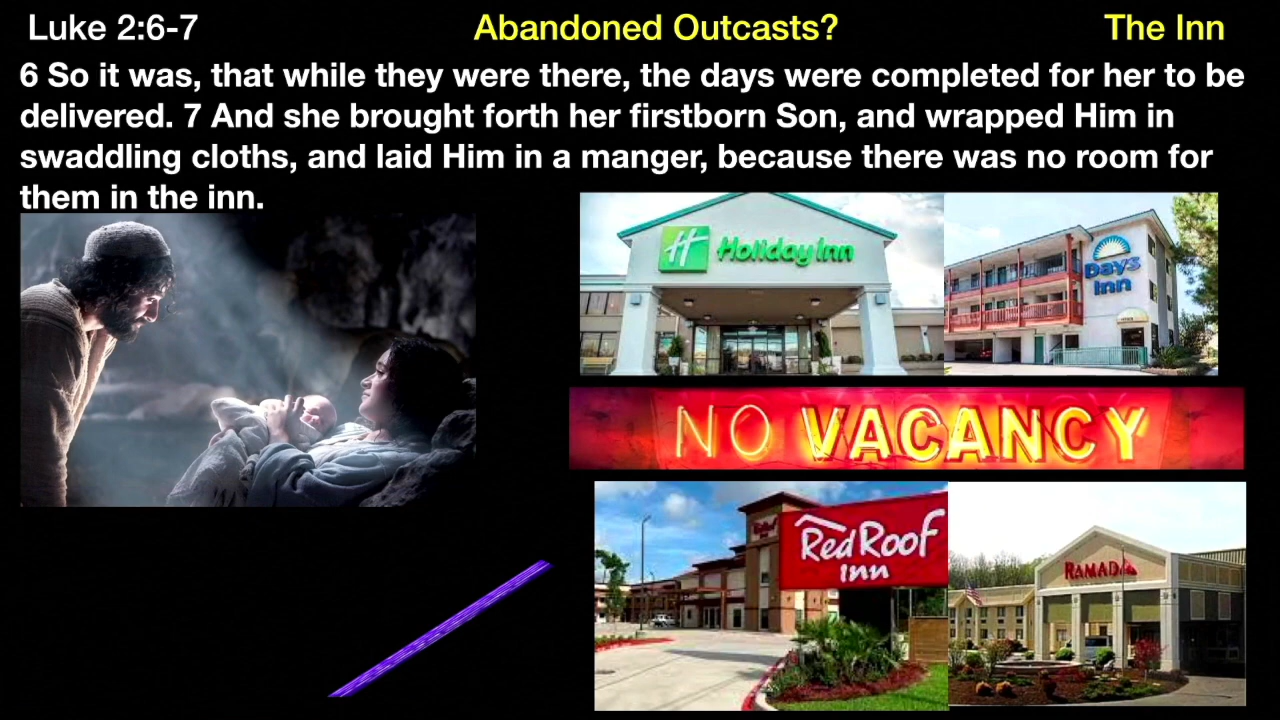 Luke 2:6-7
Abandoned Outcasts?
The Inn
6 So it was, that while they were there, the days were completed for her to be
delivered. 7 And she brought forth her firstborn Son, and wrapped Him in
swaddling cloths, and laid Him in a manger, because there was no room for
them in the inn.
H Holiday Inn
Days
Inn
NO VACANCY
Red Roof
Inn
RedRoof
Inn
RAMADA